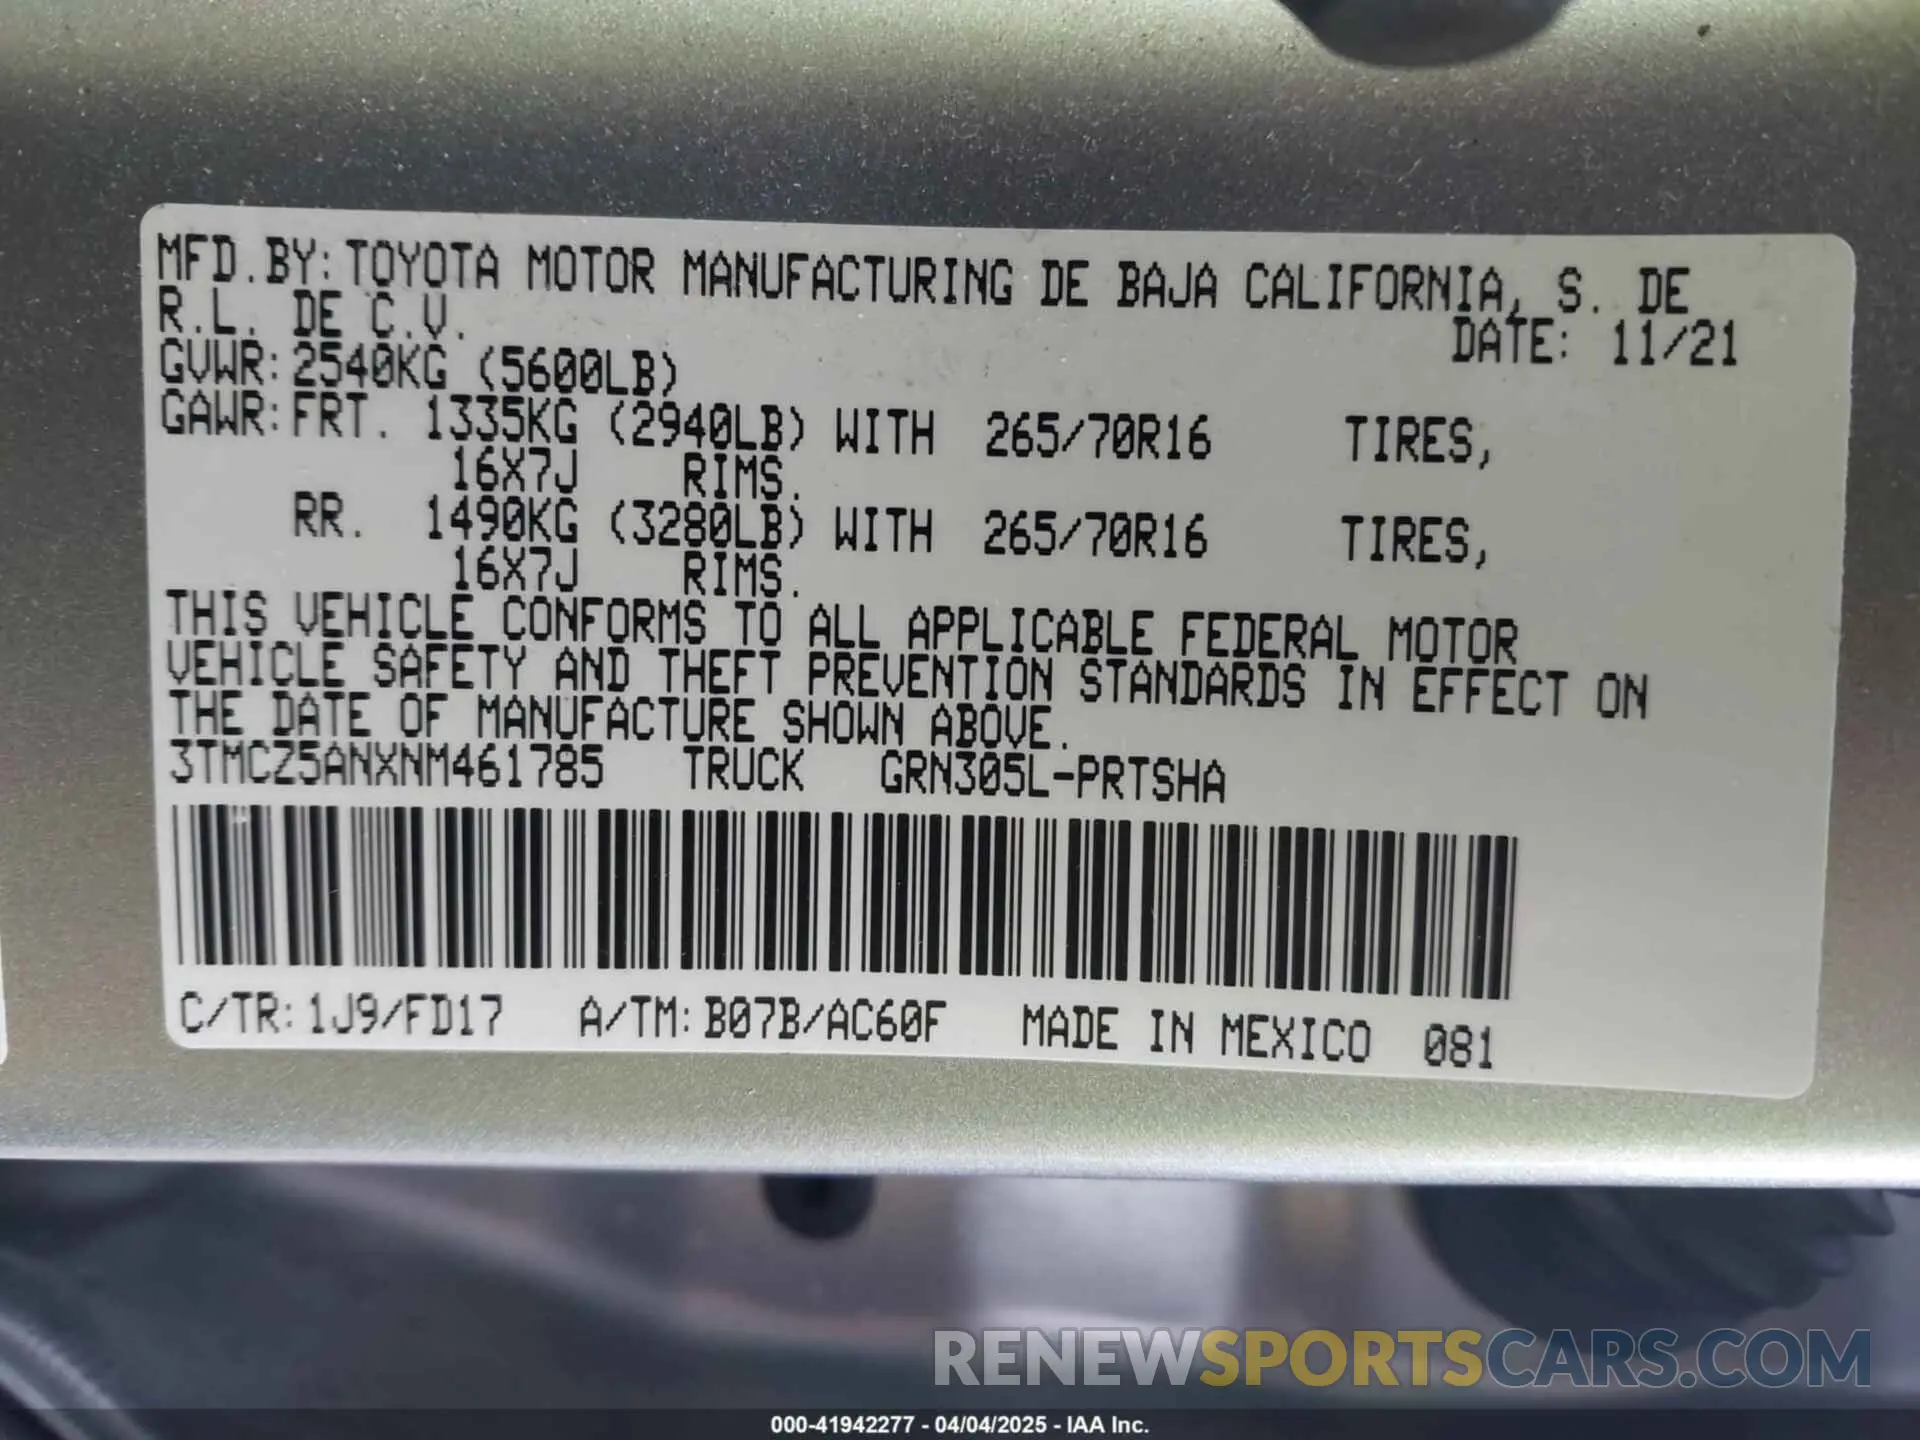 MFD.BY:TOYOTA MOTOR MANUFACTURING DE BAJA CALIFORNIA, S. DE
R.L. DE C.V. DATE: 11/21
GVWR:2540KG (5600LB)
GAWR:FRT. 1335KG (2940LB) WITH 265/70R16 TIRES,
16X7J RIMS.
RR. 1490KG (3280LB) WITH 265/70R16 TIRES,
16X7J RIMS.
THIS VEHICLE CONFORMS TO ALL APPLICABLE FEDERAL MOTOR
VEHICLE SAFETY AND THEFT PREVENTION STANDARDS IN EFFECT ON
THE DATE OF MANUFACTURE SHOWN ABOVE.
3TMCZ5ANXNM461785 TRUCK GRN305L-PRTSHA
C/TR:1J9/FD17 A/TM:B07B/AC60F MADE IN MEXICO 081
RENEWSPORTSCARS.COM
000-41942277 - 04/04/2025 - IAA Inc.